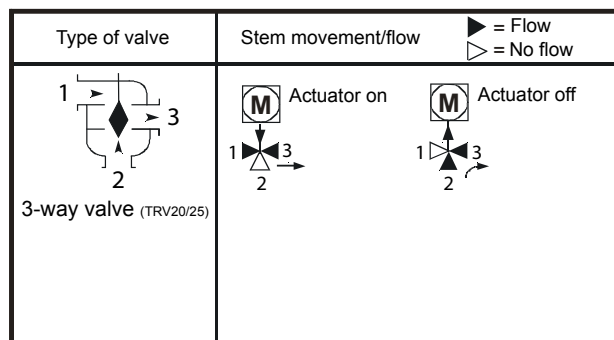 Type of valve
Stem movement/flow
= Flow
= No flow
1
3
2
3-way valve (TRV20/25)
M
Actuator on
1
3
2
M
Actuator off
1
3
2